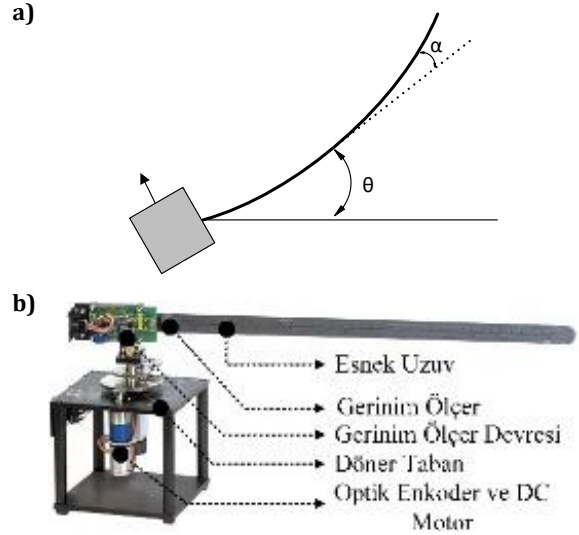 a)
α
θ
b)
Esnek Uzuv
Gerinim Ölçer
Gerinim Ölçer Devresi
Döner Taban
Optik Enkoder ve DC
Motor